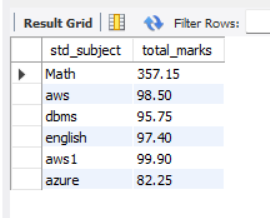 Result Grid Filter Rows:
std_subject total_marks
Math 357.15
aws 98.50
dbms 95.75
english 97.40
aws1 99.90
azure 82.25